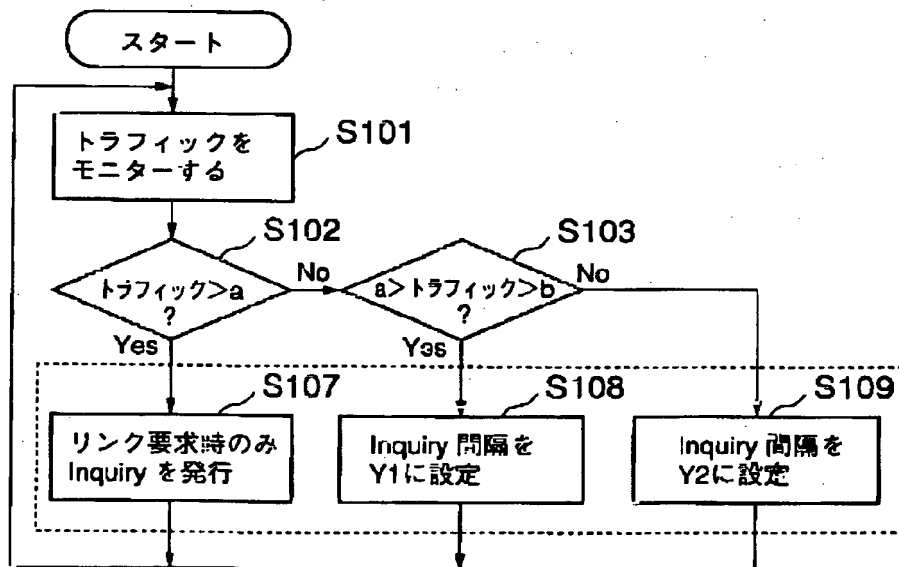 スタート
トラフィックを
モニターする
S101
S102
トラフィック>a
?
No
Yes
S103
a>トラフィック>b
?
No
Yes
S107
リンク要求時のみ
Inquiry を発行
S108
Inquiry 間隔を
Y1に設定
S109
Inquiry 間隔を
Y2に設定